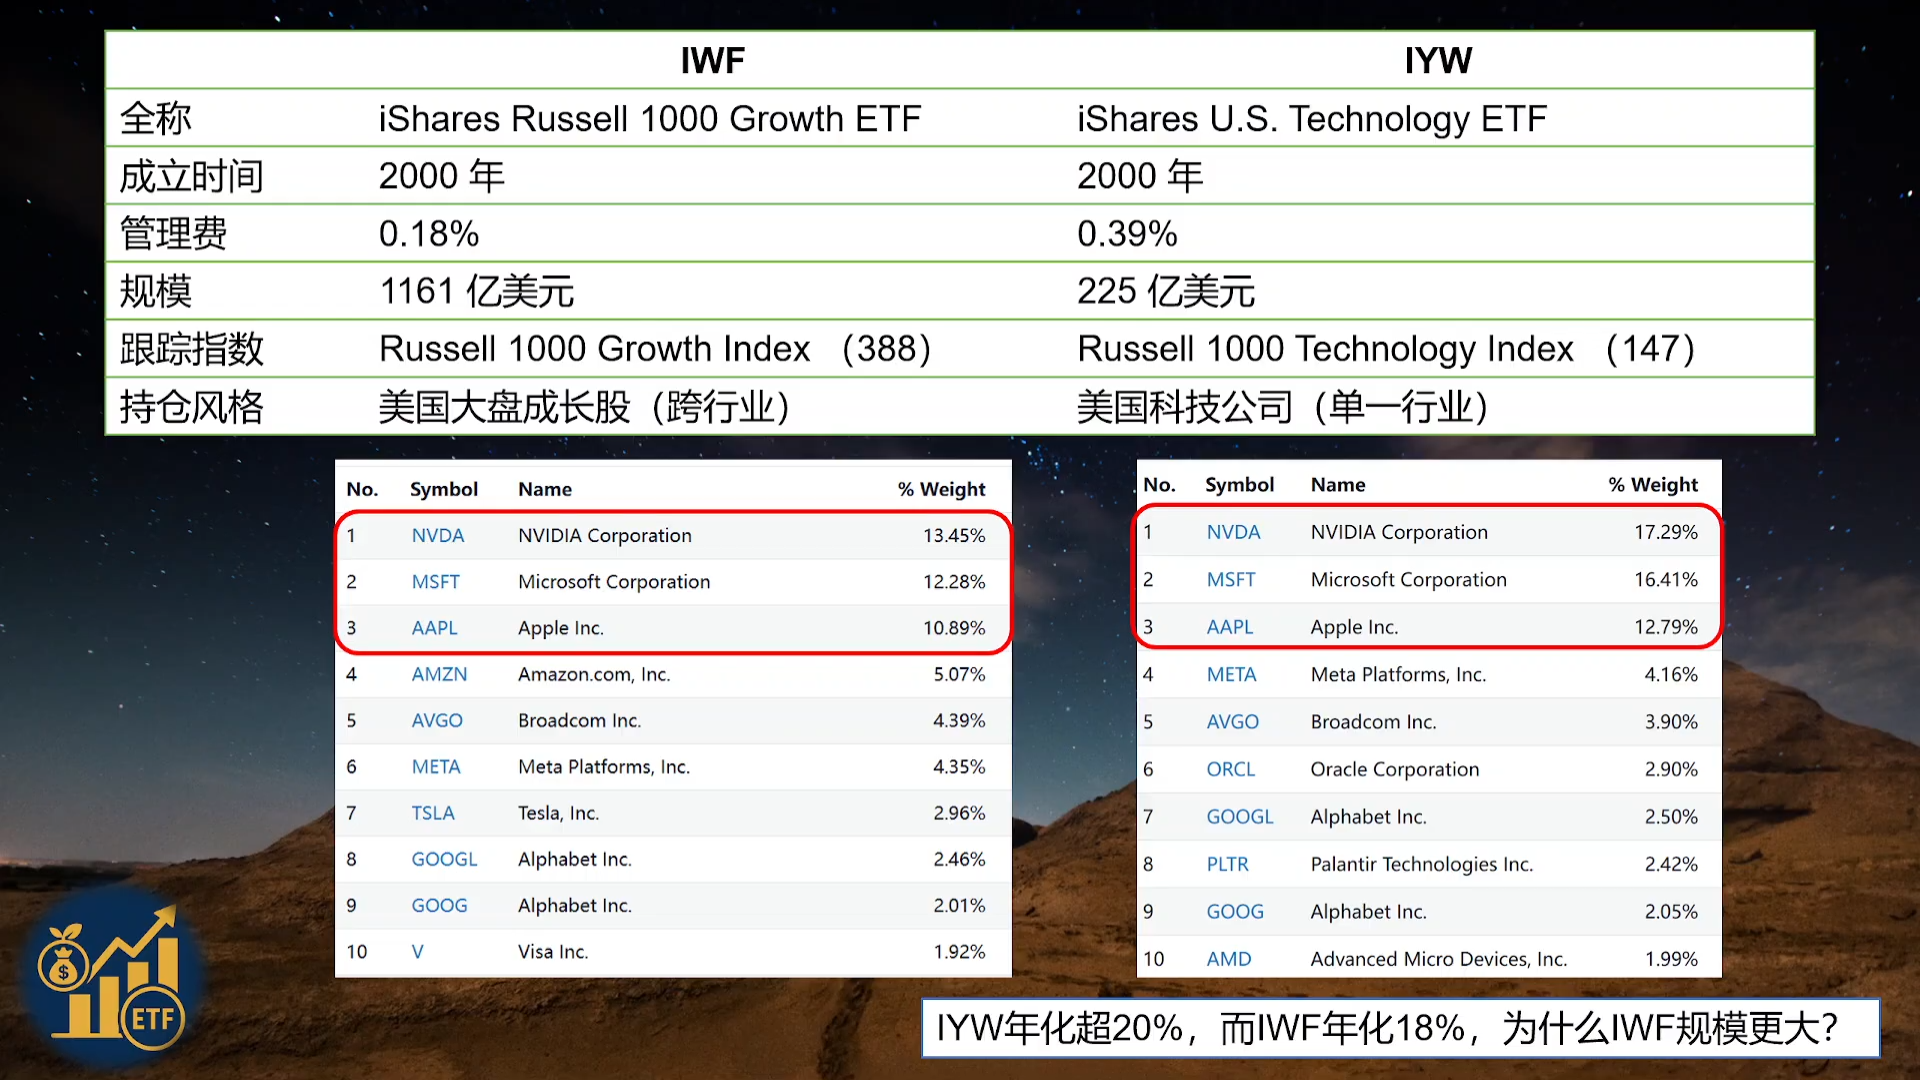 IWF IYW
全称 iShares Russell 1000 Growth ETF iShares U.S. Technology ETF
成立时间 2000 年 2000 年
管理费 0.18% 0.39%
规模 1161 亿美元 225 亿美元
跟踪指数 Russell 1000 Growth Index （388） Russell 1000 Technology Index （147）
持仓风格 美国大盘成长股（跨行业） 美国科技公司（单一行业）
No. Symbol Name % Weight
1 NVDA NVIDIA Corporation 13.45%
2 MSFT Microsoft Corporation 12.28%
3 AAPL Apple Inc. 10.89%
4 AMZN Amazon.com, Inc. 5.07%
5 AVGO Broadcom Inc. 4.39%
6 META Meta Platforms, Inc. 4.35%
7 TSLA Tesla, Inc. 2.96%
8 GOOGL Alphabet Inc. 2.46%
9 GOOG Alphabet Inc. 2.01%
10 V Visa Inc. 1.92%
No. Symbol Name % Weight
1 NVDA NVIDIA Corporation 17.29%
2 MSFT Microsoft Corporation 16.41%
3 AAPL Apple Inc. 12.79%
4 META Meta Platforms, Inc. 4.16%
5 AVGO Broadcom Inc. 3.90%
6 ORCL Oracle Corporation 2.90%
7 GOOGL Alphabet Inc. 2.50%
8 PLTR Palantir Technologies Inc. 2.42%
9 GOOG Alphabet Inc. 2.05%
10 AMD Advanced Micro Devices, Inc. 1.99%
$
ETF
IYW年化超20%，而IWF年化18%，为什么IWF规模更大？